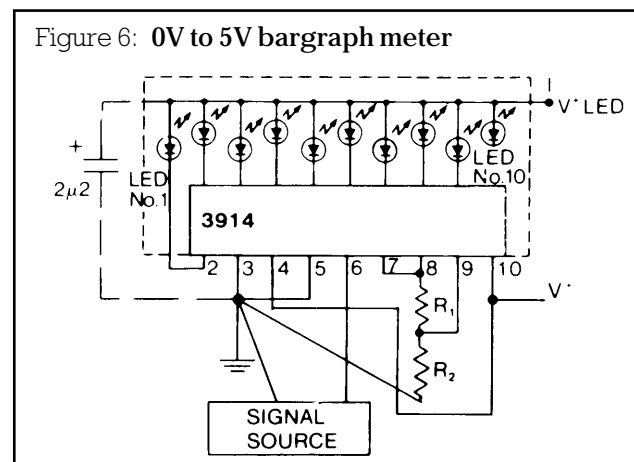 Figure 6: 0V to 5V bargraph meter
V⁺ LED
+
2µ2
LED
No.1
LED
No.10
3914
2 3 4 5 6 7 8 9 10
R₁
V⁺
R₂
SIGNAL
SOURCE